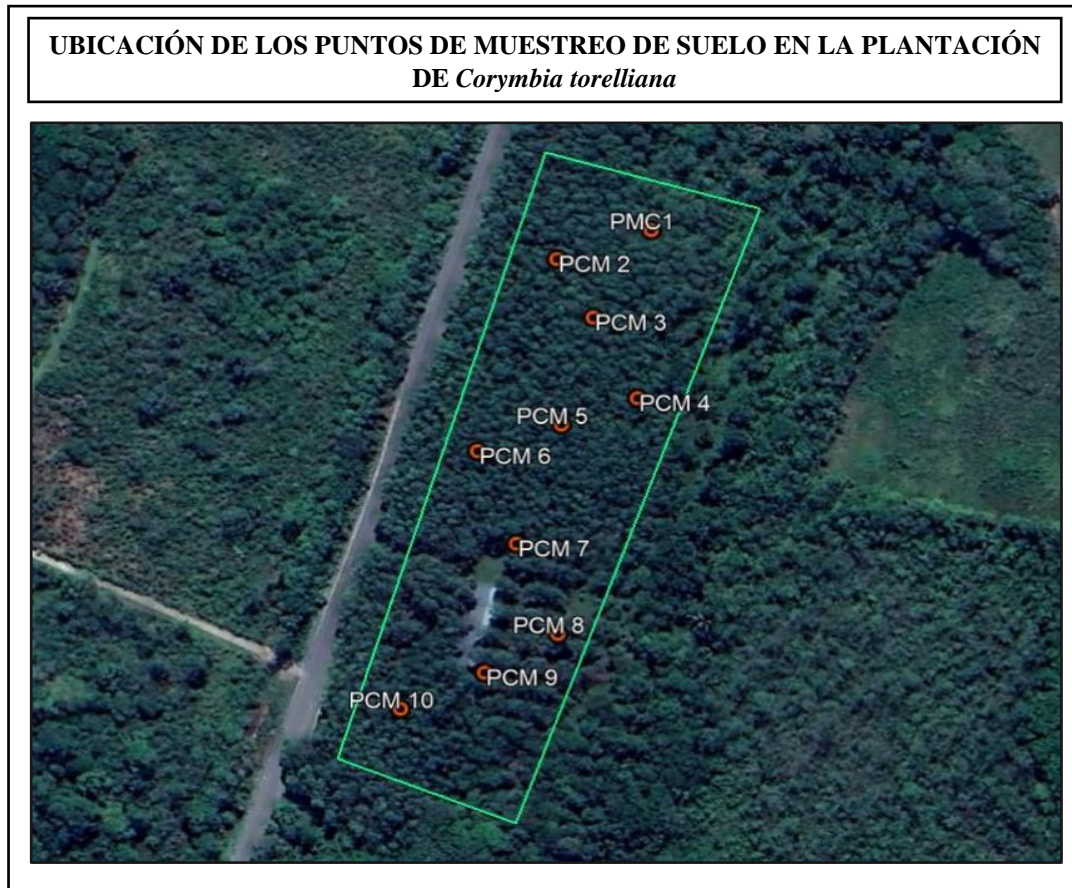 UBICACIÓN DE LOS PUNTOS DE MUESTREO DE SUELO EN LA PLANTACIÓN
DE Corymbia torelliana
PMC1
PCM 2
PCM 3
PCM 4
PCM 5
PCM 6
PCM 7
PCM 8
PCM 9
PCM 10